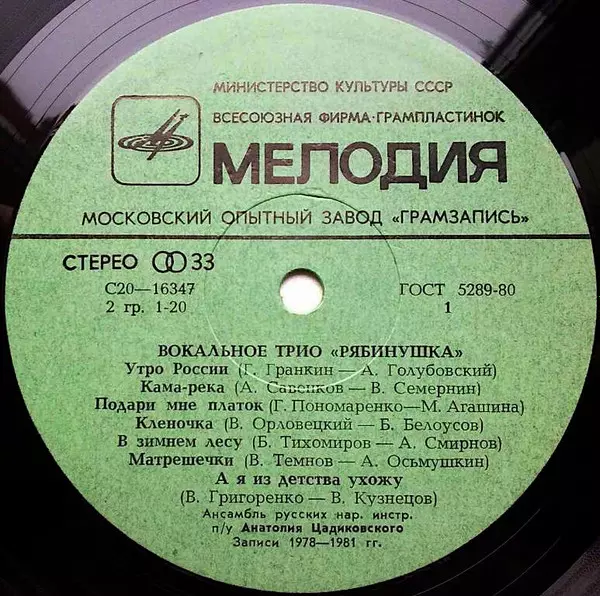 МИНИСТЕРСТВО КУЛЬТУРЫ СССР
ВСЕСОЮЗНАЯ ФИРМА·ГРАМПЛАСТИНОК
МЕЛОДИЯ
МОСКОВСКИЙ ОПЫТНЫЙ ЗАВОД «ГРАМЗАПИСЬ»
СТЕРЕО 33
С20—16347 ГОСТ 5289-80
2 гр. 1-20 1
ВОКАЛЬНОЕ ТРИО «РЯБИНУШКА»
Утро России (Г. Гранкин — А. Голубовский)
Кама-река (А. Савенков — В. Семернин)
Подари мне платок (Г. Пономаренко—М. Агашина)
Кленочка (В. Орловецкий — Б. Белоусов)
В зимнем лесу (Б. Тихомиров — А. Смирнов)
Матрешечки (В. Темнов — А. Осьмушкин)
А я из детства ухожу
(В. Григоренко — В. Кузнецов)
Ансамбль русских нар. инстр.
п/у Анатолия Цадиковского
Записи 1978—1981 гг.